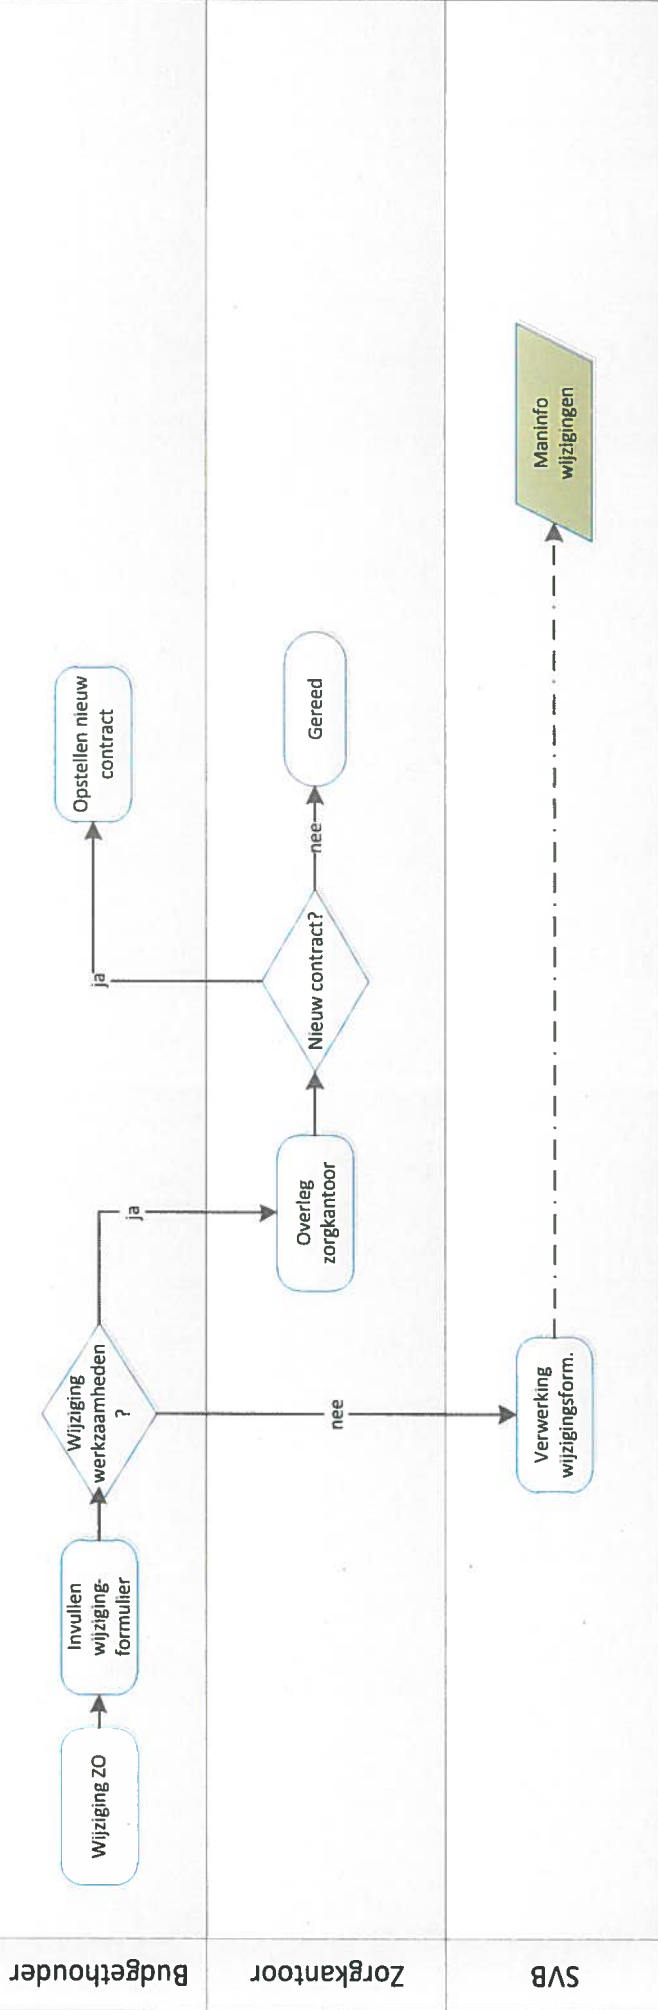 Budgethouder
Wijziging ZO
Invullen
wijziging-
formulier
Wijziging
werkzaamheden
?
ja
nee
Opstellen nieuw
contract
ja
Zorgkantoor
Overleg
zorgkantoor
Nieuw contract?
nee
Gereed
SVB
Verwerking
wijzigingsform.
Maninfo
wijzigingen